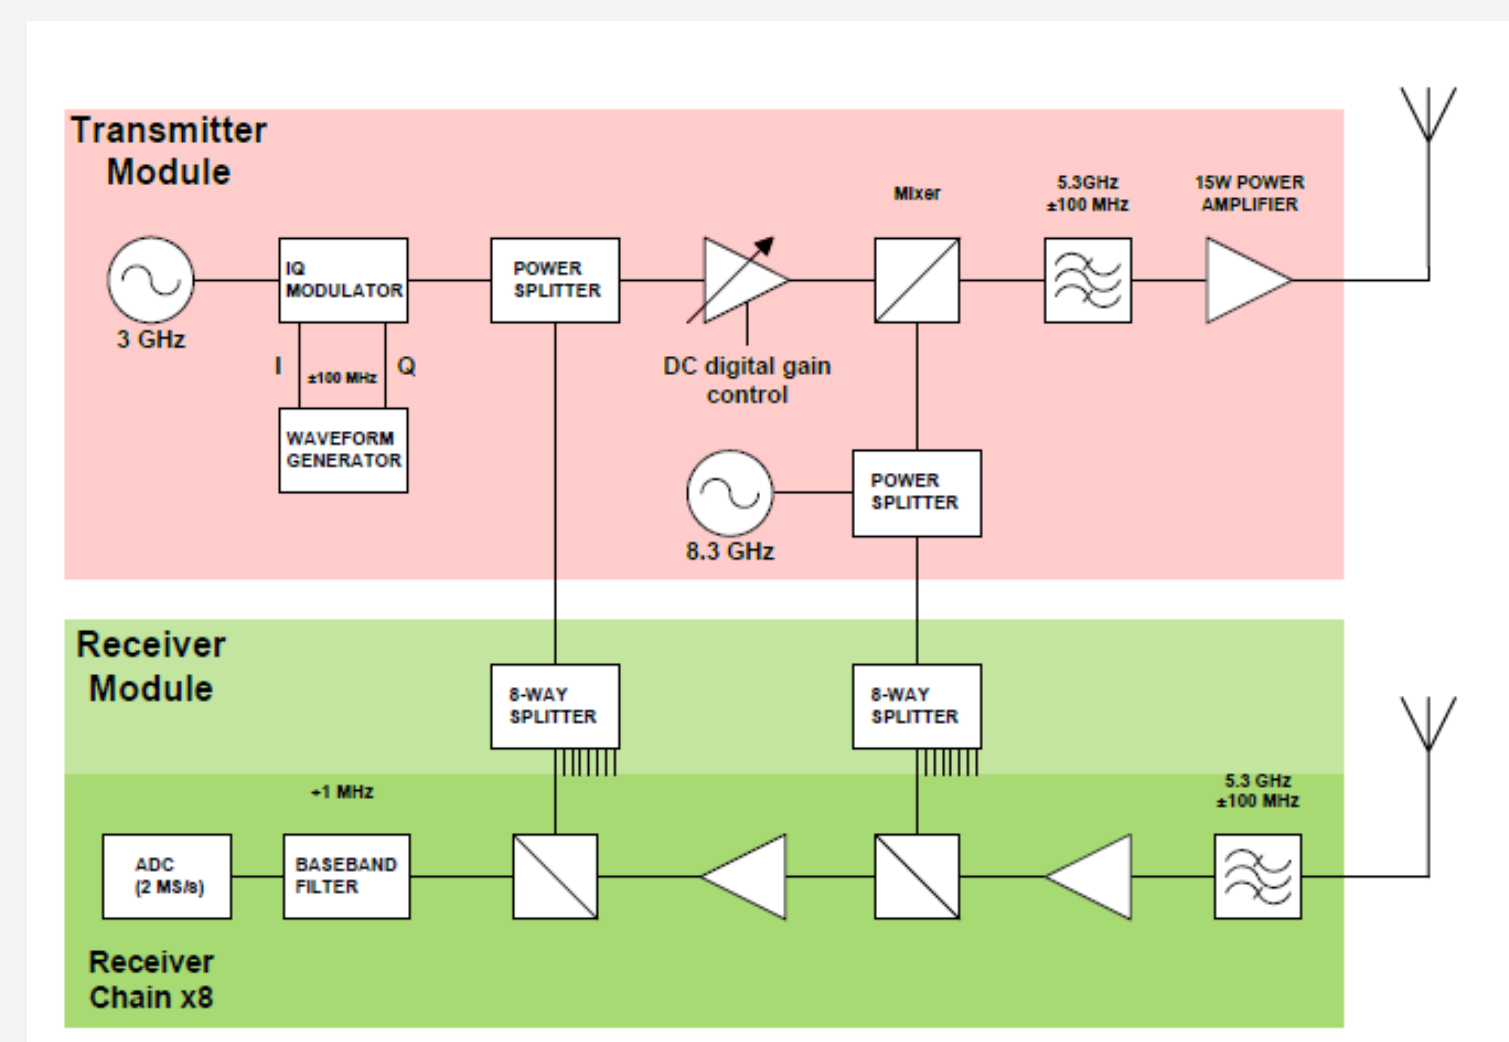 Transmitter
Module
Mixer
5.3GHz
±100 MHz
15W POWER
AMPLIFIER
IQ
MODULATOR
POWER
SPLITTER
3 GHz
I
±100 MHz
Q
DC digital gain
control
WAVEFORM
GENERATOR
POWER
SPLITTER
8.3 GHz
Receiver
Module
8-WAY
SPLITTER
8-WAY
SPLITTER
5.3 GHz
±100 MHz
÷1 MHz
ADC
(2 MS/s)
BASEBAND
FILTER
Receiver
Chain x8